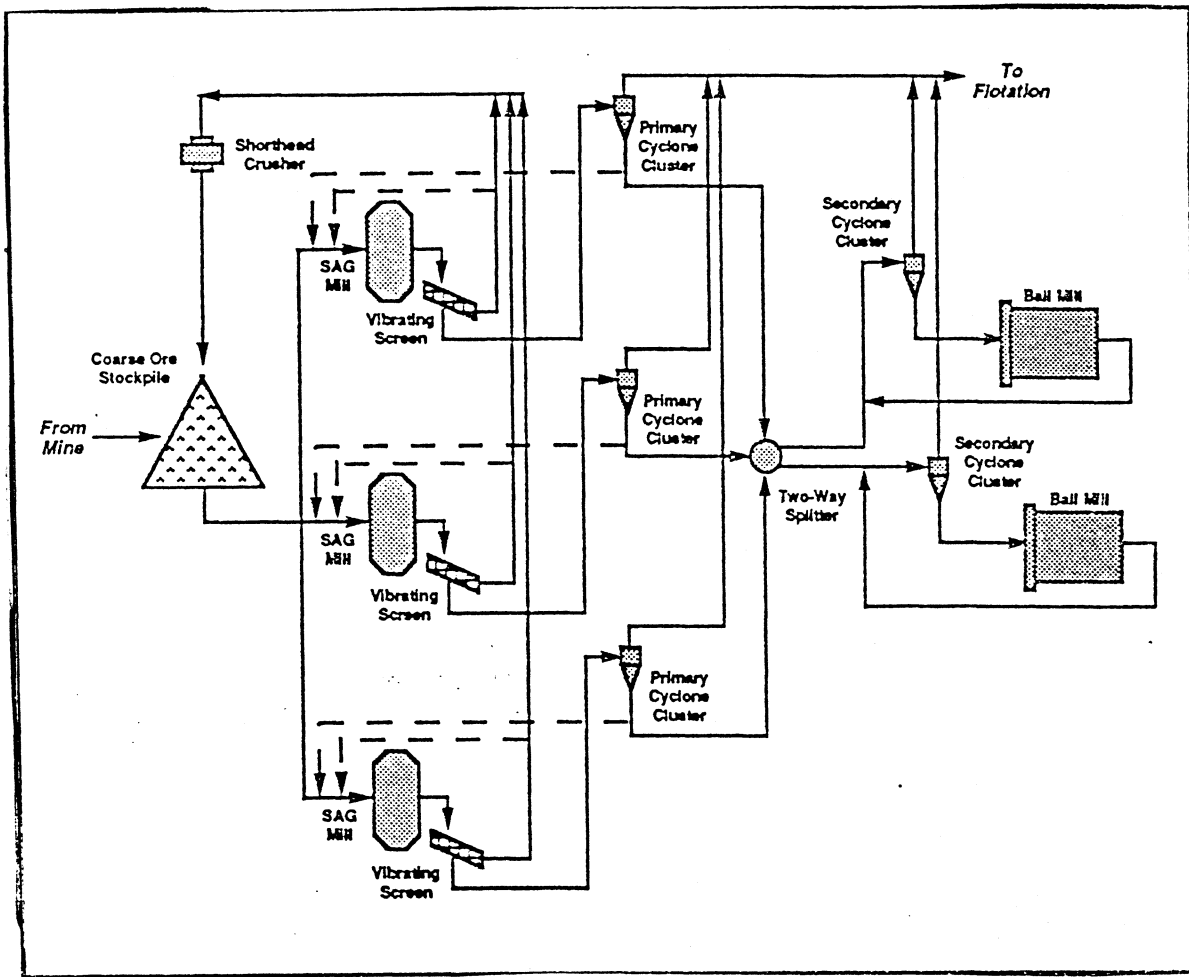 To
Flotation
Shorthead
Crusher
Primary
Cyclone
Cluster
Secondary
Cyclone
Cluster
SAG
Mill
Ball Mill
Vibrating
Screen
Coarse Ore
Stockpile
From
Mine
Primary
Cyclone
Cluster
Secondary
Cyclone
Cluster
Two-Way
Splitter
Ball Mill
SAG
Mill
Vibrating
Screen
Primary
Cyclone
Cluster
SAG
Mill
Vibrating
Screen